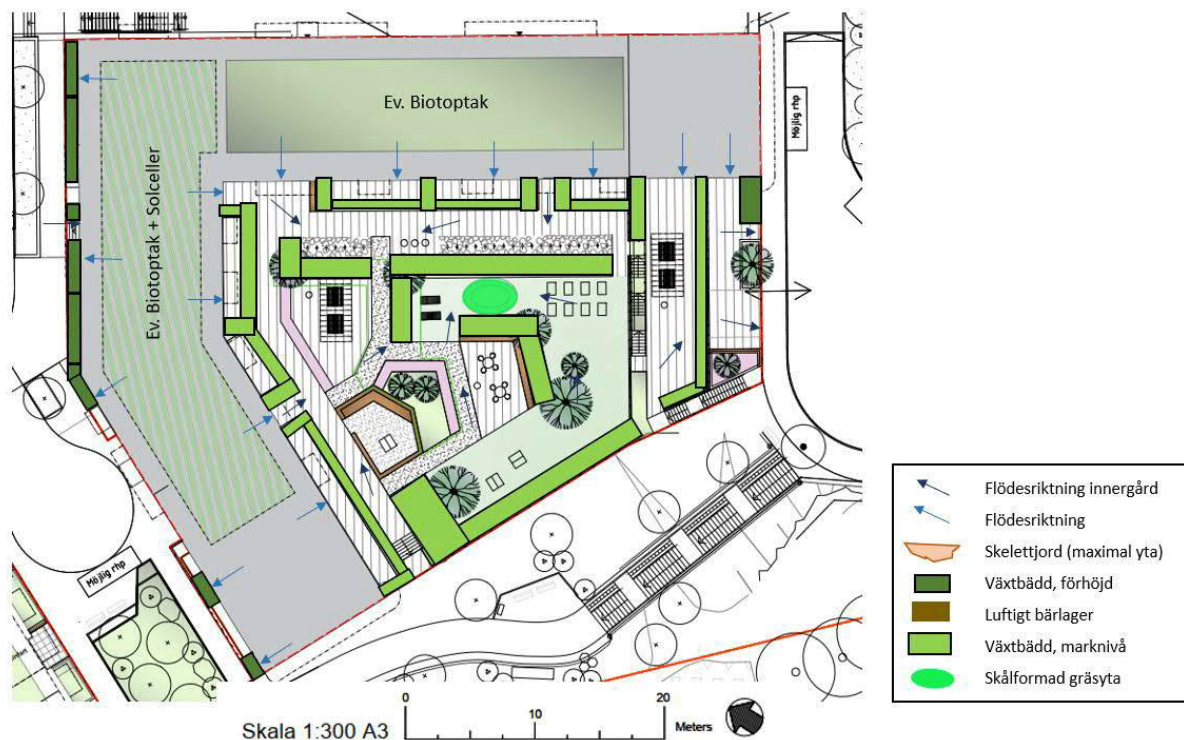 Ev. Biotoptak
Ev. Biotoptak + Solceller
Möjlig rhp
Möjlig rhp
Flödesriktning innergård
Flödesriktning
Skelettjord (maximal yta)
Växtbädd, förhöjd
Luftigt bärlager
Växtbädd, marknivå
Skålformad gräsyta
0 20
10
Skala 1:300 A3
Meters